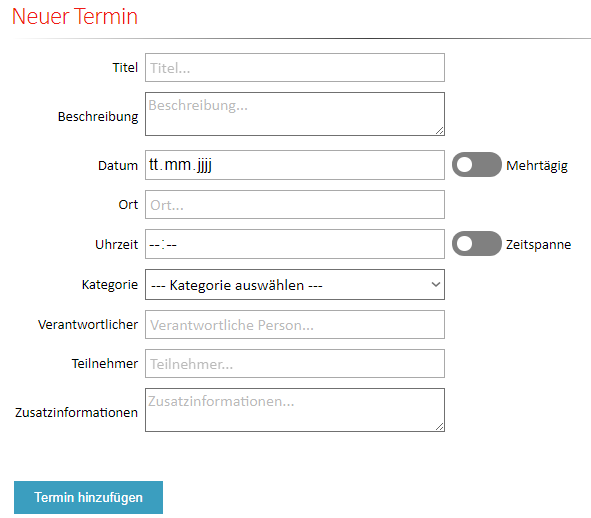 Neuer Termin
Titel Titel...
Beschreibung Beschreibung...
Datum tt.mm.jjjj Mehrtägig
Ort Ort...
Uhrzeit --:-- Zeitspanne
Kategorie --- Kategorie auswählen ---
Verantwortlicher Verantwortliche Person...
Teilnehmer Teilnehmer...
Zusatzinformationen Zusatzinformationen...
Termin hinzufügen